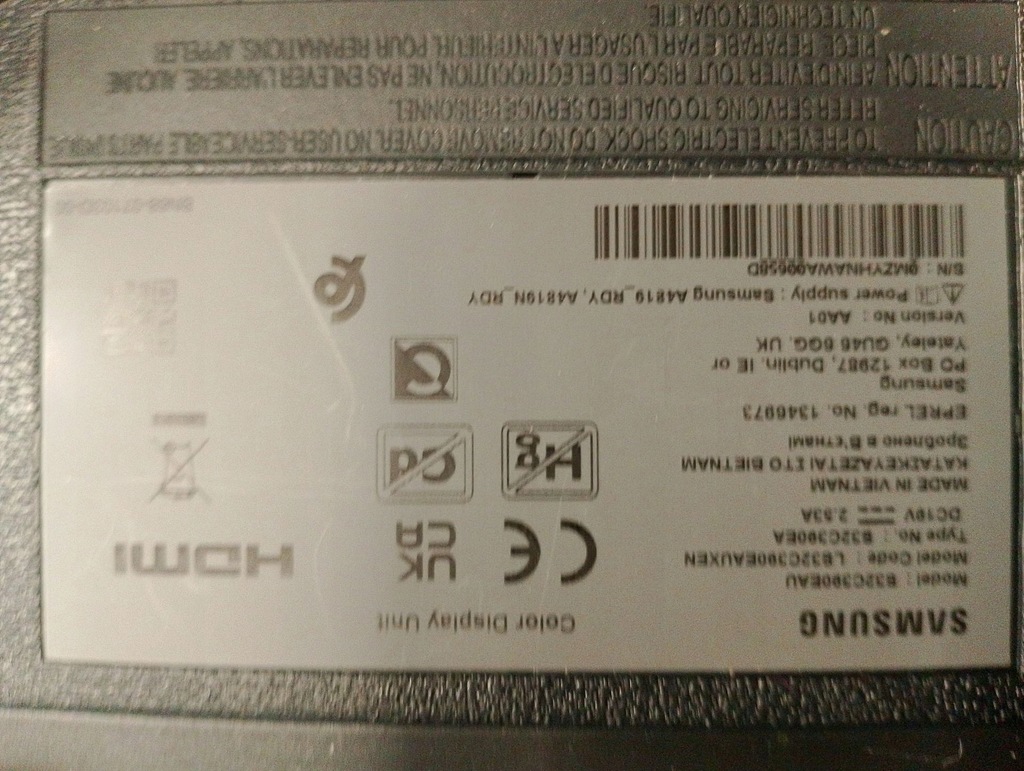 SAMSUNG
Color Display Unit
Model : B32C390EAU
Model Code : LB32C390EAUXEN
Type No. : B32C390EA
DC19V 2.53A
MADE IN VIETNAM
ΚΑΤΑΣΚΕΥΑΖΕΤΑΙ ΣΤΟ ΒΙΕΤΝΑΜ
Зроблено в В'єтнамі
EPREL reg. No. 1346973
Samsung
PO Box 12987, Dublin. IE or
Yateley, GU46 6GG. UK
Version No : AA01
Power supply : Samsung A4819_RDY, A4819N_RDY
S/N : 0MZYHNAWA00658D
CE
UK
CA
HDMI
Hg
Cd
CAUTION
TO PREVENT ELECTRIC SHOCK, DO NOT REMOVE COVER. NO USER-SERVICEABLE PARTS INSIDE.
REFER SERVICING TO QUALIFIED SERVICE PERSONNEL.
ATTENTION
AFIN D'EVITER TOUT RISQUE D'ELECTROCUTION, NE PAS ENLEVER L'ARRIERE. AUCUNE
PIECE REPARABLE PAR L'USAGER A L'INTERIEUR, POUR REPARATIONS, APPELER
UN TECHNICIEN QUALIFIE.